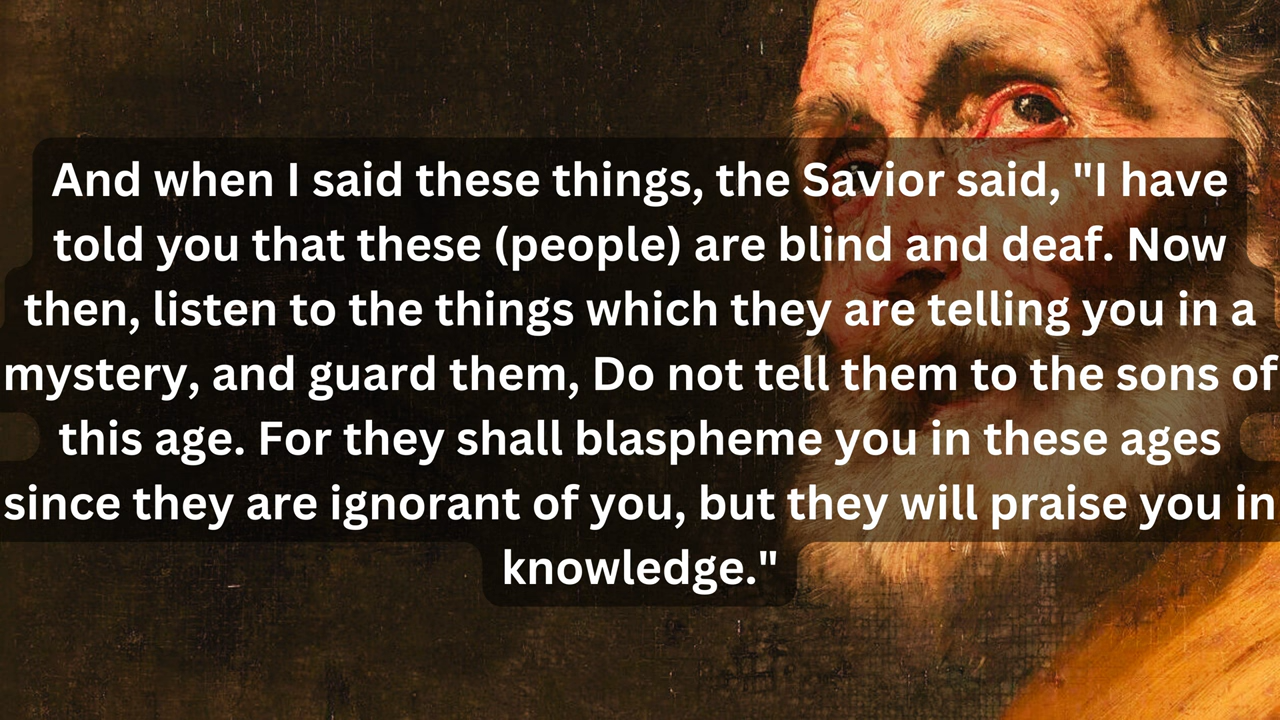 And when I said these things, the Savior said, "I have
told you that these (people) are blind and deaf. Now
then, listen to the things which they are telling you in a
mystery, and guard them, Do not tell them to the sons of
this age. For they shall blaspheme you in these ages
since they are ignorant of you, but they will praise you in
knowledge."